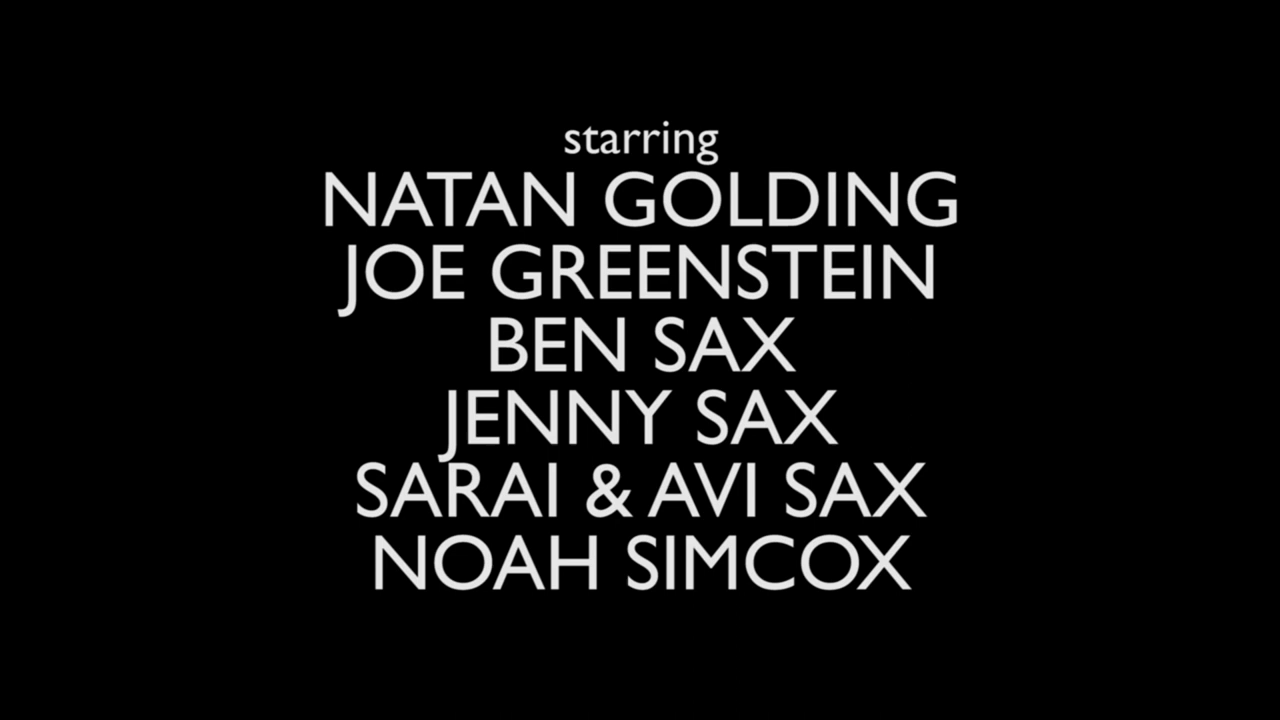 starring
NATAN GOLDING
JOE GREENSTEIN
BEN SAX
JENNY SAX
SARAI & AVI SAX
NOAH SIMCOX